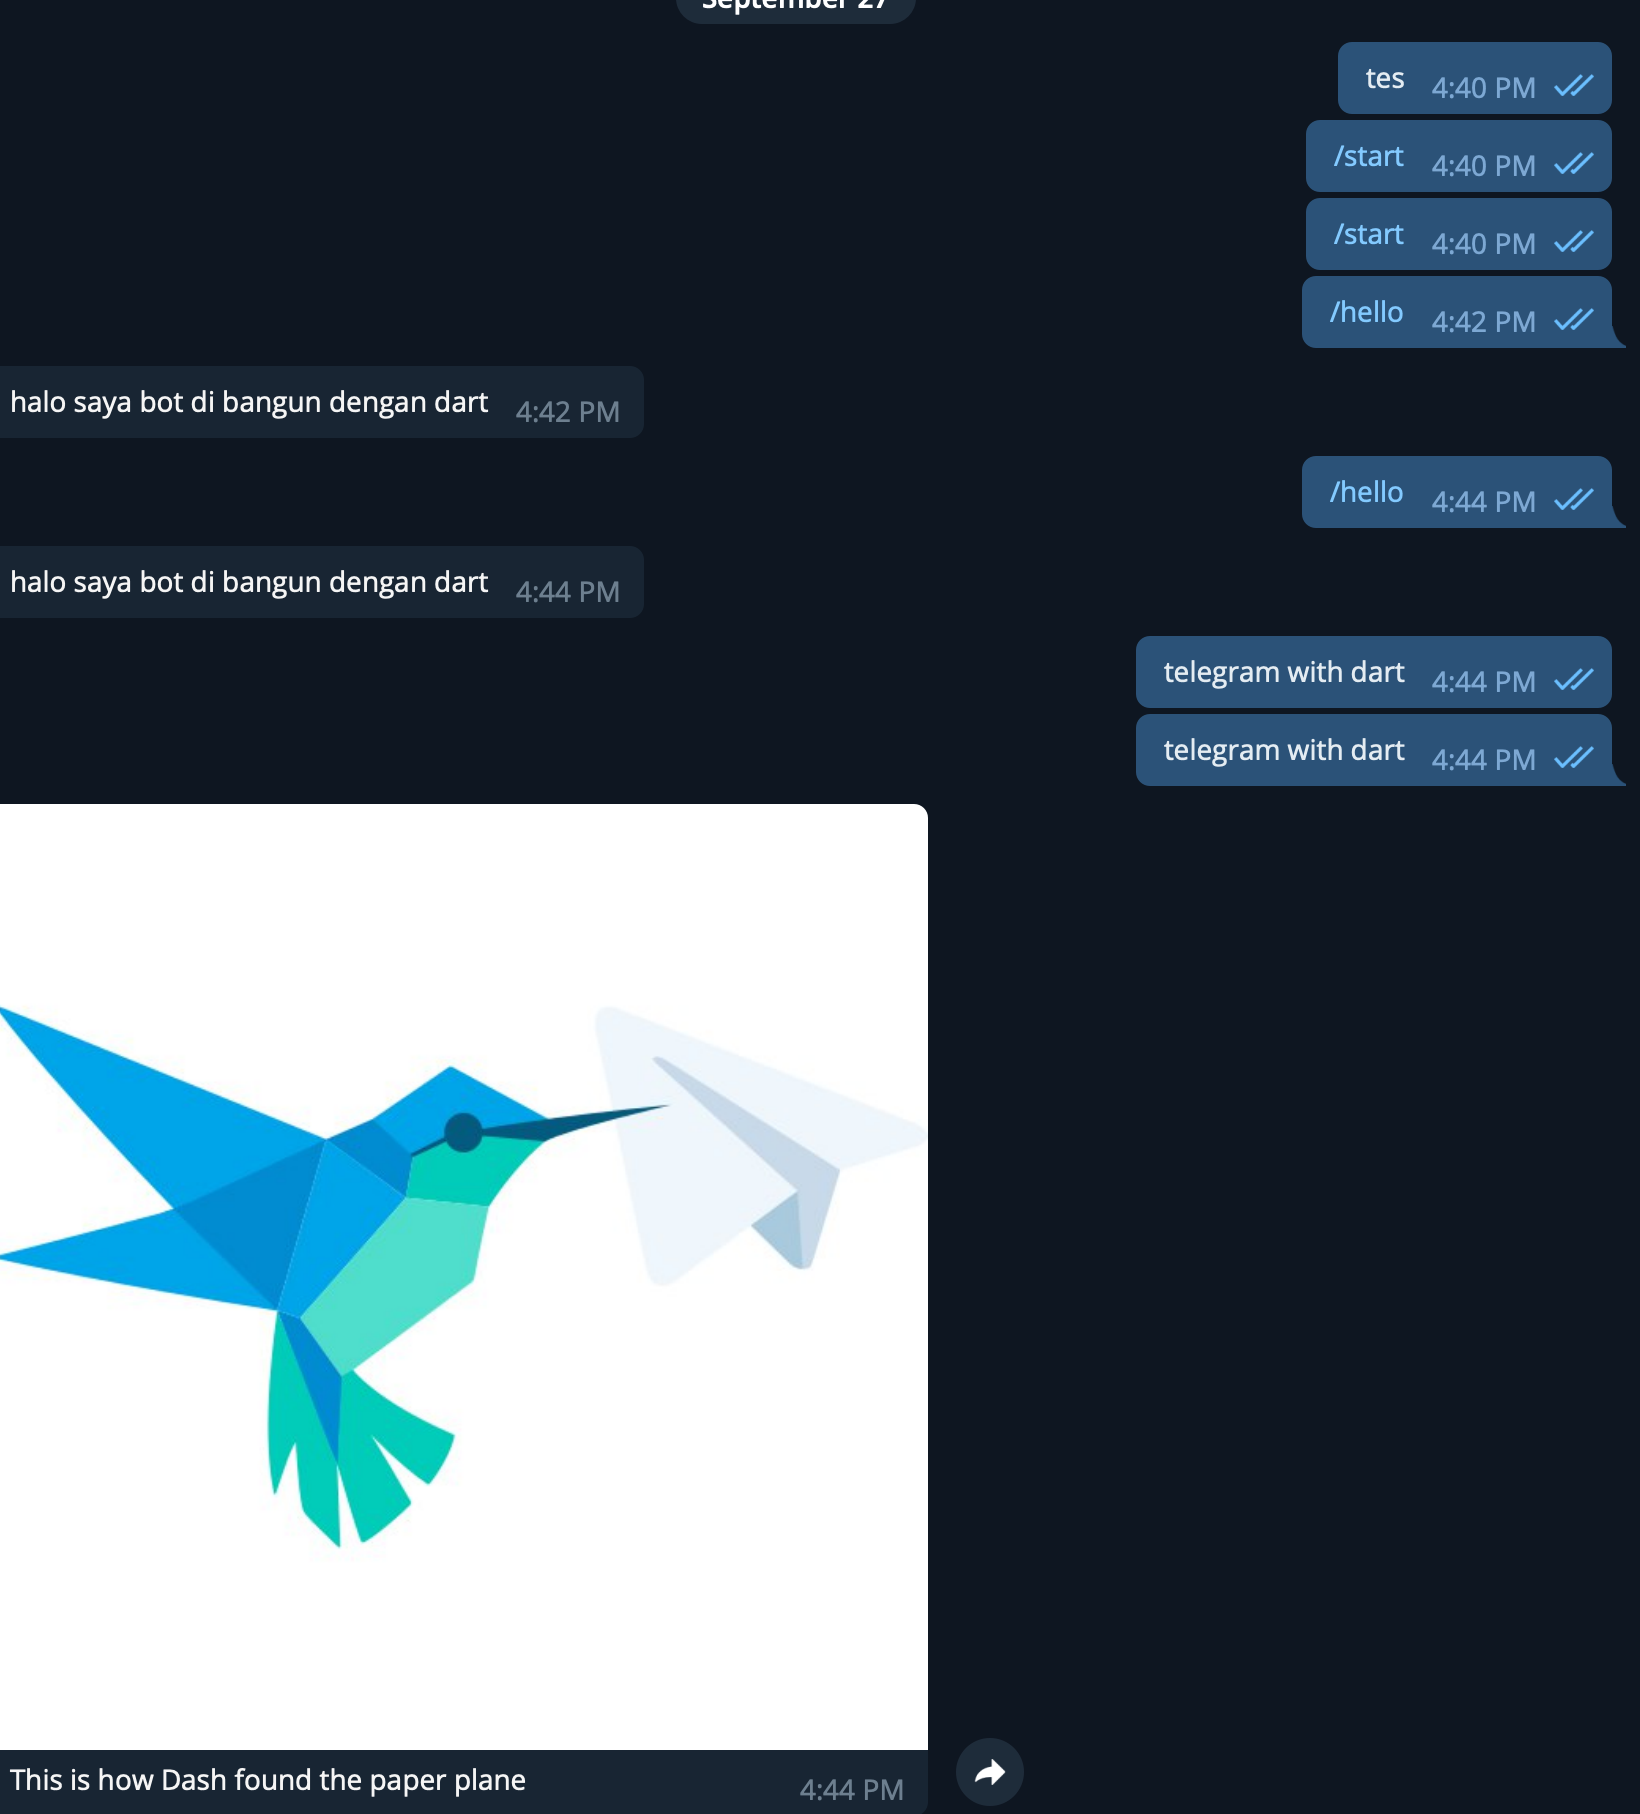 September 27
tes 4:40 PM
/start 4:40 PM
/start 4:40 PM
/hello 4:42 PM
halo saya bot di bangun dengan dart 4:42 PM
/hello 4:44 PM
halo saya bot di bangun dengan dart 4:44 PM
telegram with dart 4:44 PM
telegram with dart 4:44 PM
This is how Dash found the paper plane 4:44 PM